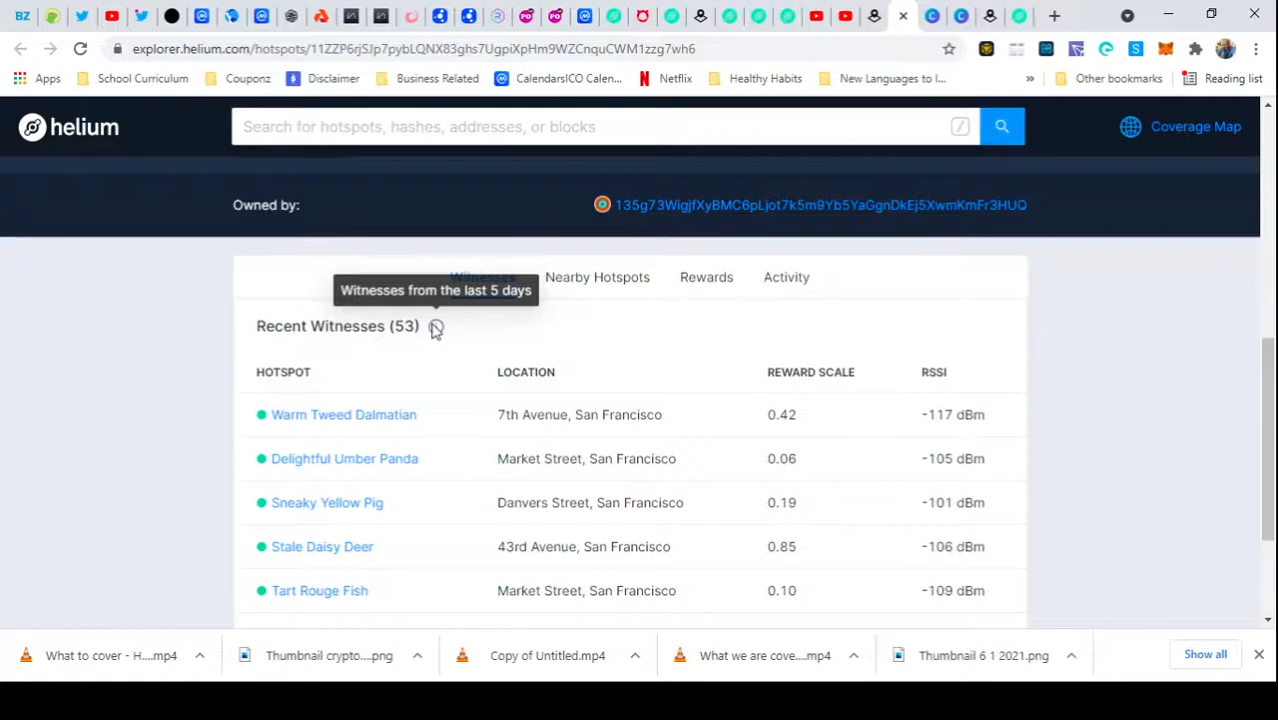 explorer.helium.com/hotspots/11ZZP6rjSJp7pybLQNX83ghs7UgpiXpHm9WZCnquCWM1zzg7wh6
Apps School Curriculum Couponz Disclaimer Business Related CalendarsICO Calen... Netflix Healthy Habits New Languages to l... » Other bookmarks Reading list
helium Search for hotspots, hashes, addresses, or blocks / Coverage Map
Owned by: 135g73WigjfXyBMC6pLjot7k5m9Yb5YaGgnDkEj5XwmKmFr3HUQ
Witnesses Nearby Hotspots Rewards Activity
Witnesses from the last 5 days
Recent Witnesses (53)
HOTSPOT LOCATION REWARD SCALE RSSI
Warm Tweed Dalmatian 7th Avenue, San Francisco 0.42 -117 dBm
Delightful Umber Panda Market Street, San Francisco 0.06 -105 dBm
Sneaky Yellow Pig Danvers Street, San Francisco 0.19 -101 dBm
Stale Daisy Deer 43rd Avenue, San Francisco 0.85 -106 dBm
Tart Rouge Fish Market Street, San Francisco 0.10 -109 dBm
What to cover - H....mp4 Thumbnail crypto....png Copy of Untitled.mp4 What we are cove....mp4 Thumbnail 6 1 2021.png Show all